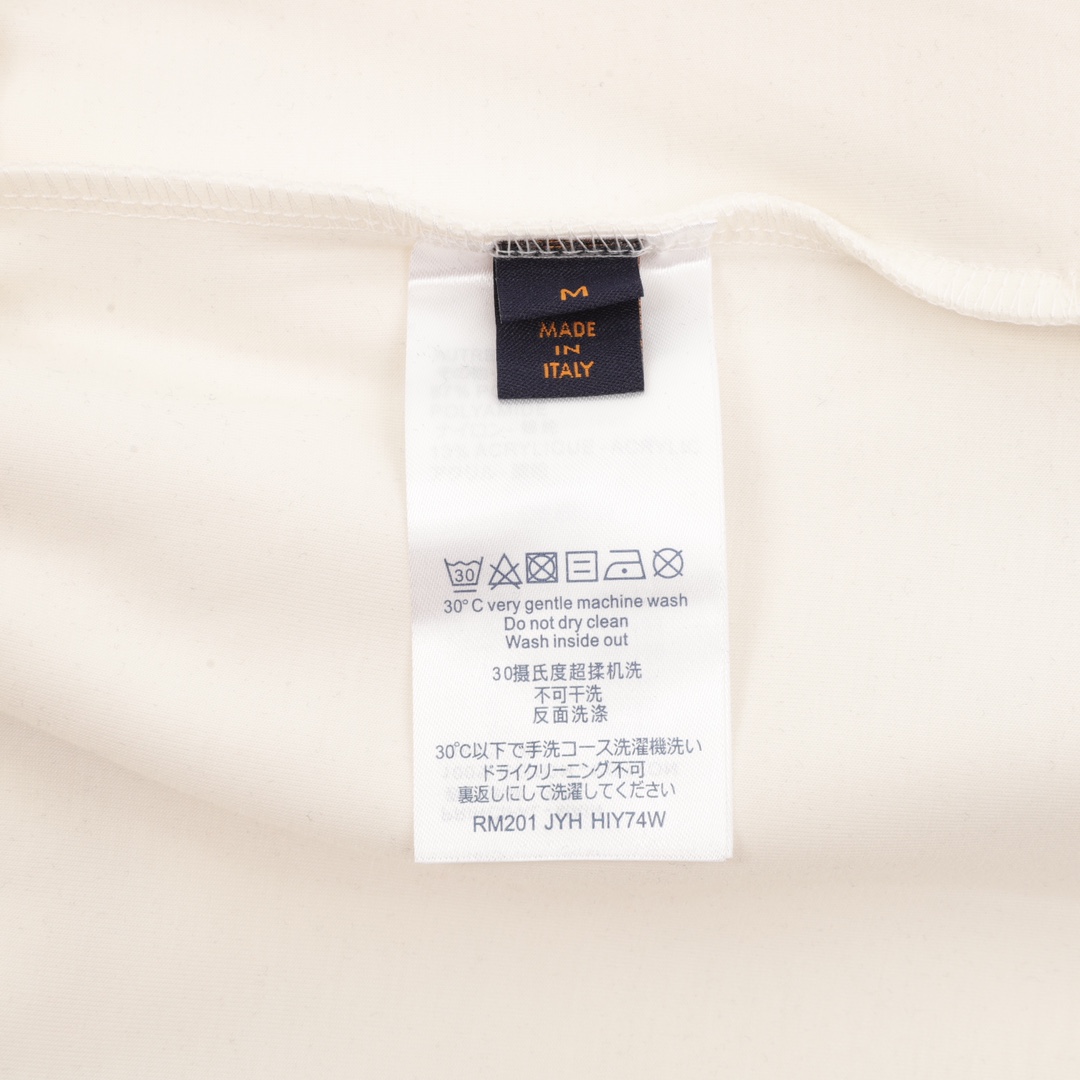 M
MADE
IN
ITALY
30
30°C very gentle machine wash
Do not dry clean
Wash inside out
30摄氏度超揉机洗
不可干洗
反面洗涤
30℃以下で手洗コース洗濯機洗い
ドライクリーニング不可
裏返しにして洗濯してください
RM201 JYH HIY74W